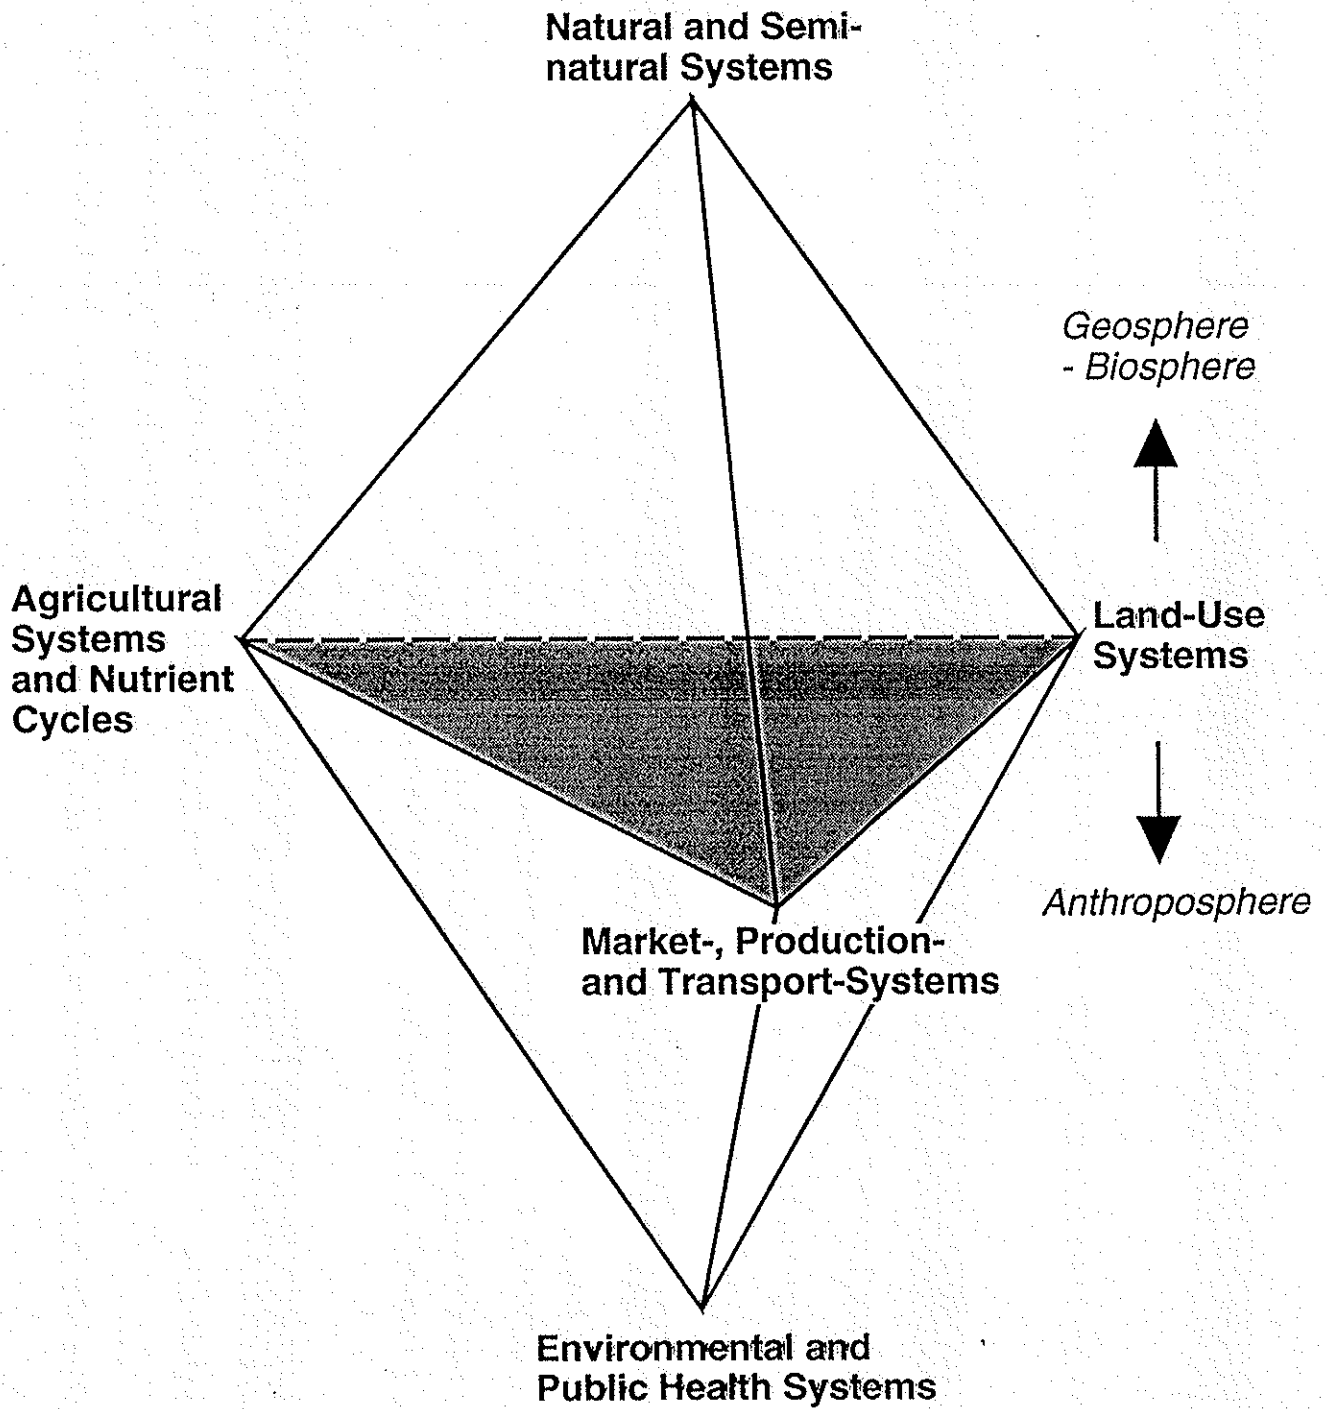 Natural and Semi-
natural Systems
Geosphere
- Biosphere
Agricultural
Systems
and Nutrient
Cycles
Land-Use
Systems
Anthroposphere
Market-, Production-
and Transport-Systems
Environmental and
Public Health Systems